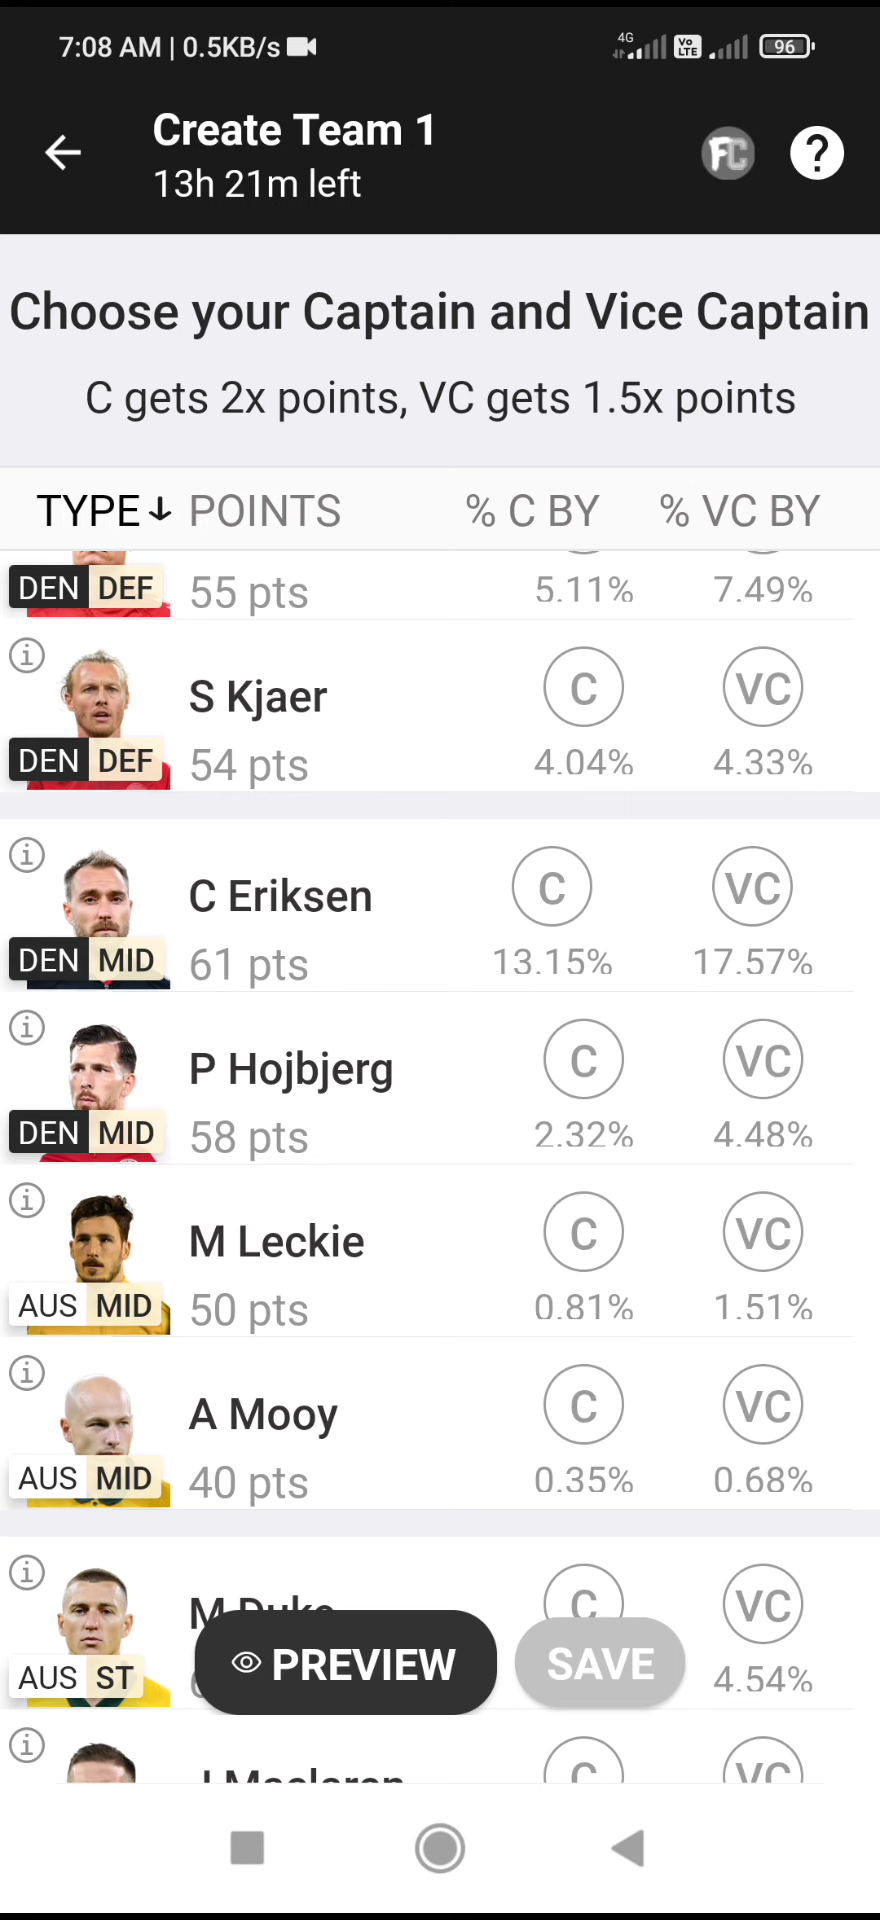 7:08 AM | 0.5KB/s 4G Vo LTE 96
Create Team 1
13h 21m left
FC ?
Choose your Captain and Vice Captain
C gets 2x points, VC gets 1.5x points
TYPE↓ POINTS % C BY % VC BY
DEN DEF 55 pts 5.11% 7.49%
S Kjaer C VC
DEN DEF 54 pts 4.04% 4.33%
C Eriksen C VC
DEN MID 61 pts 13.15% 17.57%
P Hojbjerg C VC
DEN MID 58 pts 2.32% 4.48%
M Leckie C VC
AUS MID 50 pts 0.81% 1.51%
A Mooy C VC
AUS MID 40 pts 0.35% 0.68%
M Duke C VC
AUS ST PREVIEW SAVE 4.54%
J Maclaren C VC